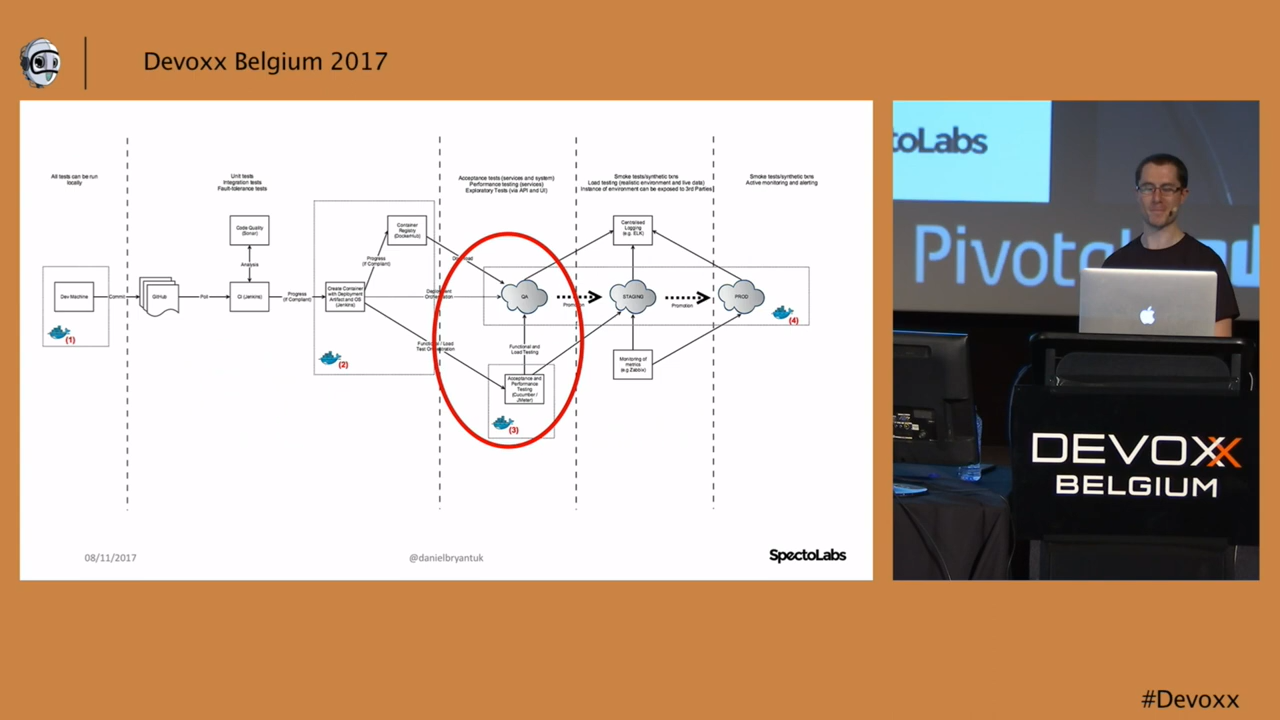 Devoxx Belgium 2017
All tests can be run
locally
Unit tests
Integration tests
Fault-tolerance tests
Acceptance tests (services and system)
Performance testing (services)
Exploratory Tests (via API and UI)
Smoke tests/synthetic txns
Load testing (realistic environment and live data)
Instance of environment can be exposed to 3rd Parties
Smoke tests/synthetic txns
Active monitoring and alerting
Code Quality
(Sonar)
Container
Registry
(DockerHub)
Centralised
Logging
(e.g. ELK)
Analysis
Progress
(if Compliant)
Dev Machine
Commit
GitHub
Poll
CI (Jenkins)
Progress
(if Compliant)
Create Container
with Deployment
Artifact and OS
(Jenkins)
QA
Promotion
STAGING
Promotion
PROD
(1)
(2)
(4)
Functional and
Load Testing
Monitoring of
metrics
(e.g Zabbix)
Acceptance and
Performance
Testing
(Cucumber /
JMeter)
(3)
08/11/2017
@danielbryantuk
SpectoLabs
toLabs
Pivot
DEVOXX
BELGIUM
#Devoxx